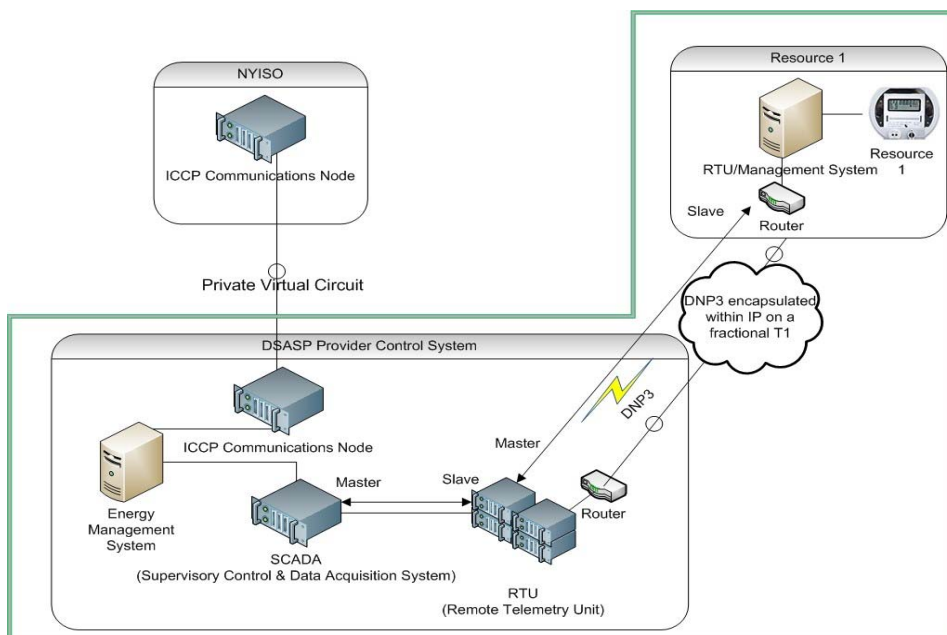 NYISO
ICCP Communications Node
Private Virtual Circuit
Resource 1
RTU/Management System
Resource
1
Slave
Router
DNP3 encapsulated
within IP on a
fractional T1
DSASP Provider Control System
ICCP Communications Node
DNP3
Master
Energy
Management
System
Master
Slave
Router
SCADA
(Supervisory Control & Data Acquisition System)
RTU
(Remote Telemetry Unit)